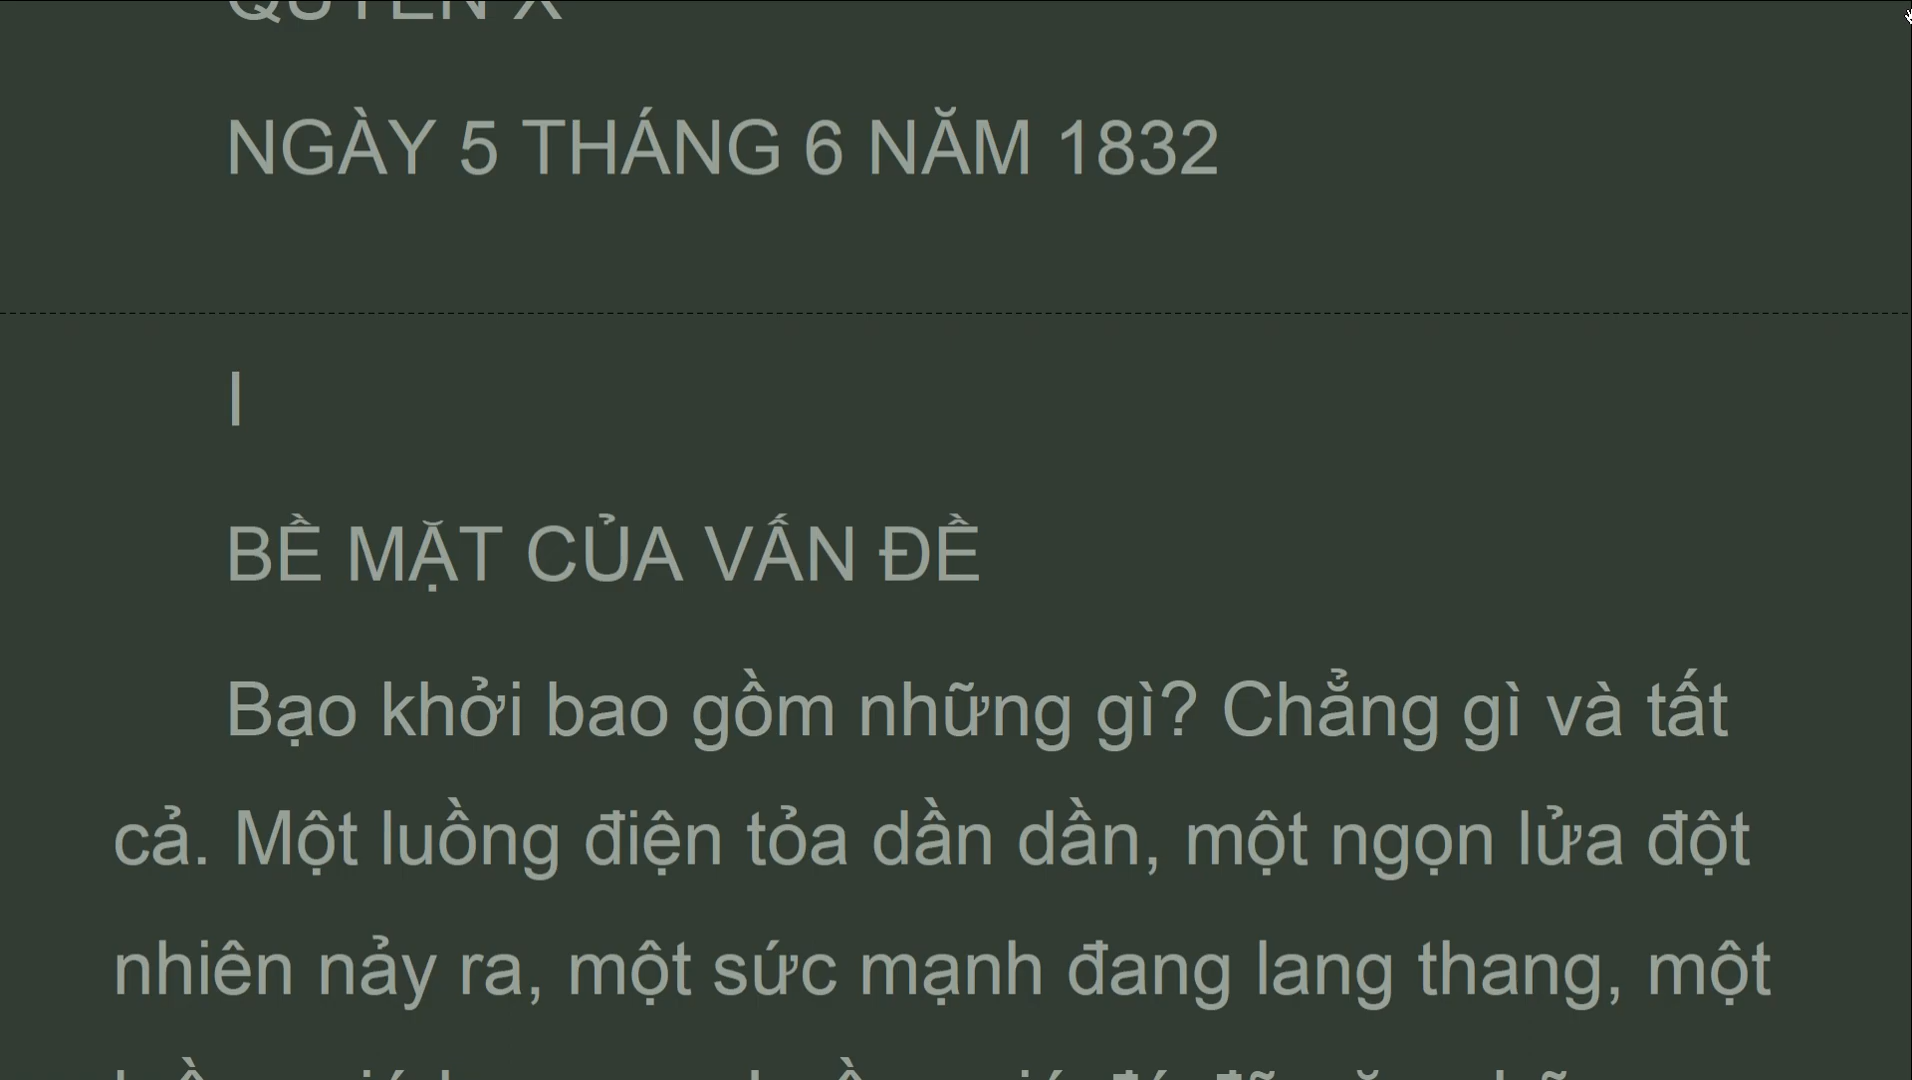 QUYỂN X
NGÀY 5 THÁNG 6 NĂM 1832
I
BỀ MẶT CỦA VẤN ĐỀ
Bạo khởi bao gồm những gì? Chẳng gì và tất
cả. Một luồng điện tỏa dần dần, một ngọn lửa đột
nhiên nảy ra, một sức mạnh đang lang thang, một